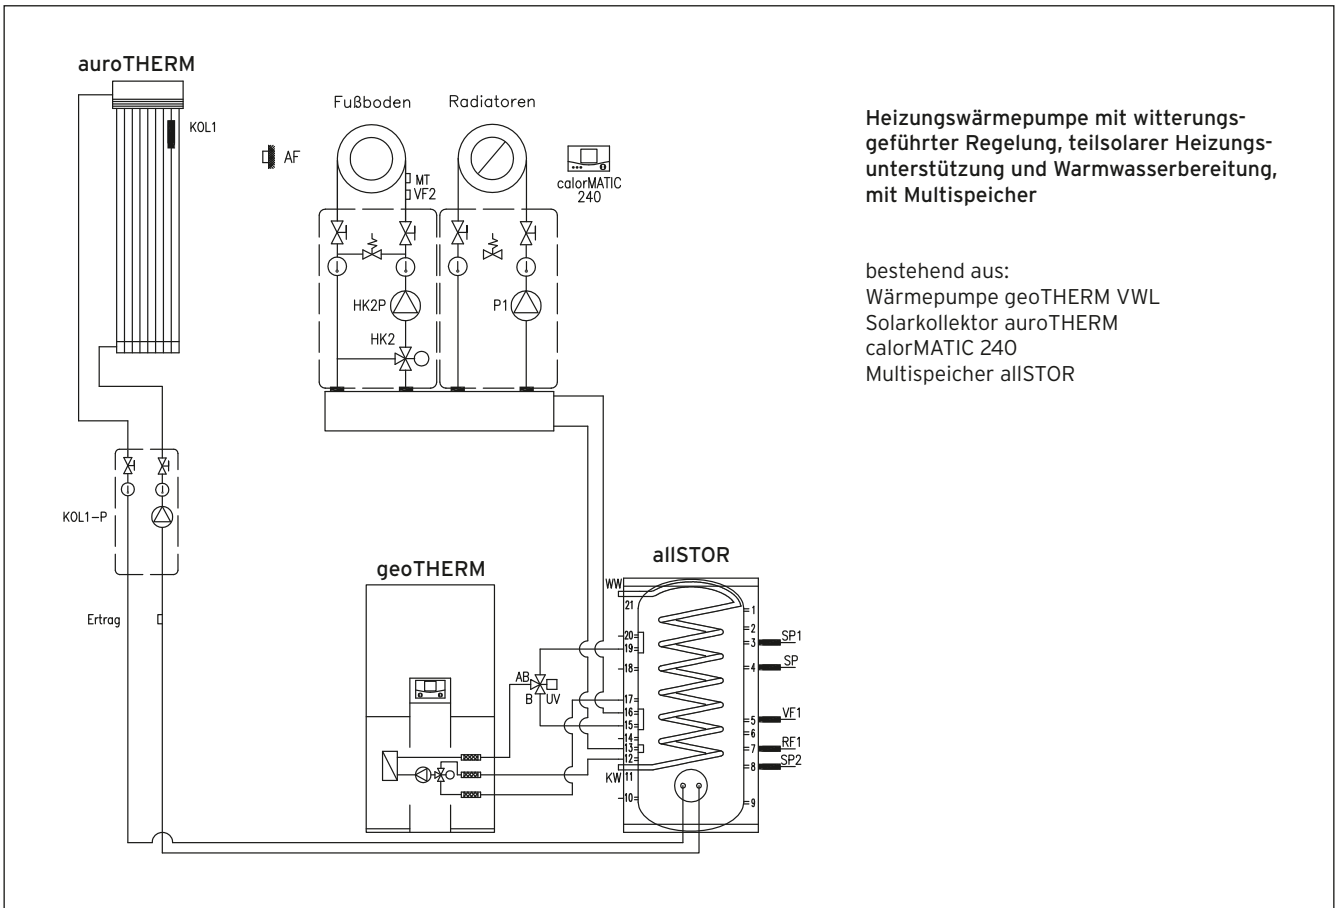 auroTHERM
KOL1
AF
Fußboden
Radiatoren
MT
VF2
calorMATIC
240
HK2P
P1
HK2
KOL1-P
Ertrag
geoTHERM
allSTOR
AB
B
UV
WW
21
20
19
18
17
16
15
14
13
12
KW
11
10
1
2
3
SP1
4
SP
5
VF1
6
7
RF1
8
SP2
9
Heizungswärmepumpe mit witterungs-
geführter Regelung, teilsolarer Heizungs-
unterstützung und Warmwasserbereitung,
mit Multispeicher
bestehend aus:
Wärmepumpe geoTHERM VWL
Solarkollektor auroTHERM
calorMATIC 240
Multispeicher allSTOR